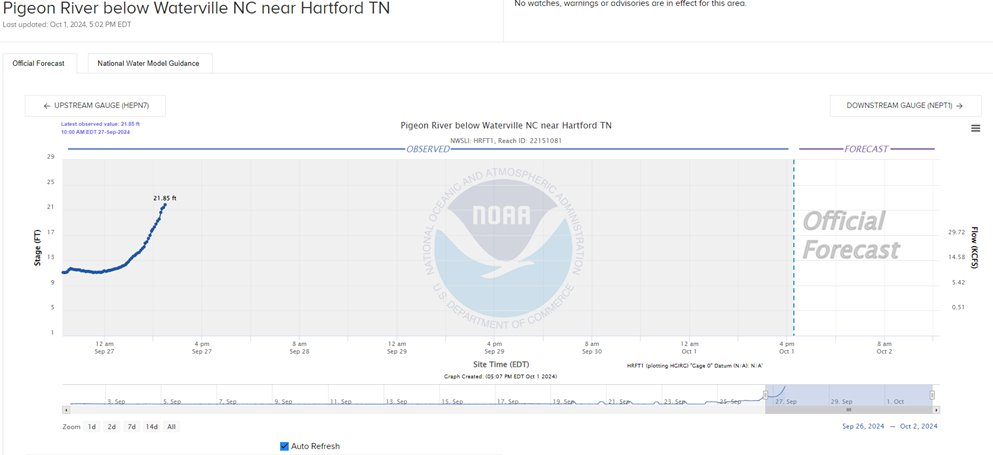 Pigeon River below Waterville NC near Hartford TN
No watches, warnings or advisories are in effect for this area.
Last updated: Oct 1, 2024, 5:02 PM EDT
Official Forecast
National Water Model Guidance
← UPSTREAM GAUGE (HEPN7)
DOWNSTREAM GAUGE (NEPT1) →
Latest observed value: 21.85 ft
10:00 AM EDT 27-Sep-2024
Pigeon River below Waterville NC near Hartford TN
NWSLI: HRFT1, Reach ID: 22151081
OBSERVED
FORECAST
29
25
21
17
13
9
5
1
Stage (FT)
21.85 ft
NATIONAL OCEANIC AND ATMOSPHERIC ADMINISTRATION
NOAA
U.S. DEPARTMENT OF COMMERCE
Official
Forecast
29.72
14.58
5.42
0.51
Flow (KCFS)
12 am
Sep 27
4 pm
Sep 27
8 am
Sep 28
12 am
Sep 29
4 pm
Sep 29
8 am
Sep 30
12 am
Oct 1
4 pm
Oct 1
8 am
Oct 2
Site Time (EDT)
HRFT1 (plotting HGIRG) "Gage 0" Datum (N/A): N/A'
Graph Created: (05:07 PM EDT Oct 1 2024)
3. Sep
5. Sep
7. Sep
9. Sep
11. Sep
13. Sep
15. Sep
17. Sep
19. Sep
21. Sep
23. Sep
25. Sep
27. Sep
29. Sep
1. Oct
Zoom 1d 2d 7d 14d All
Sep 26, 2024 → Oct 2, 2024
Auto Refresh